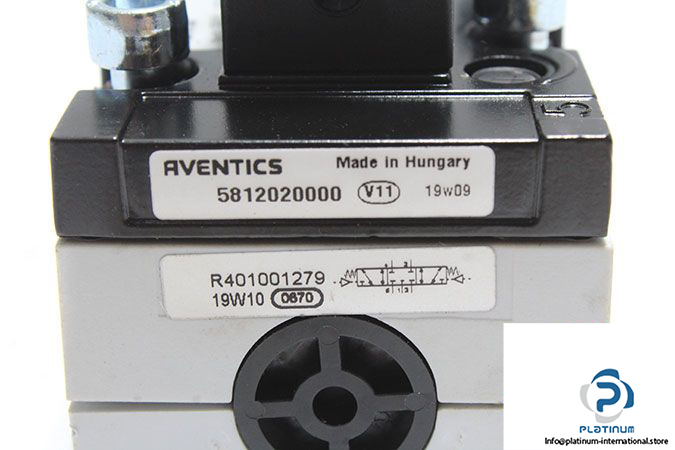 5
AVENTICS
Made in Hungary
5812020000 V11 19w09
R401001279
19W10 0670
PLATINUM
Info@platinum-international.store